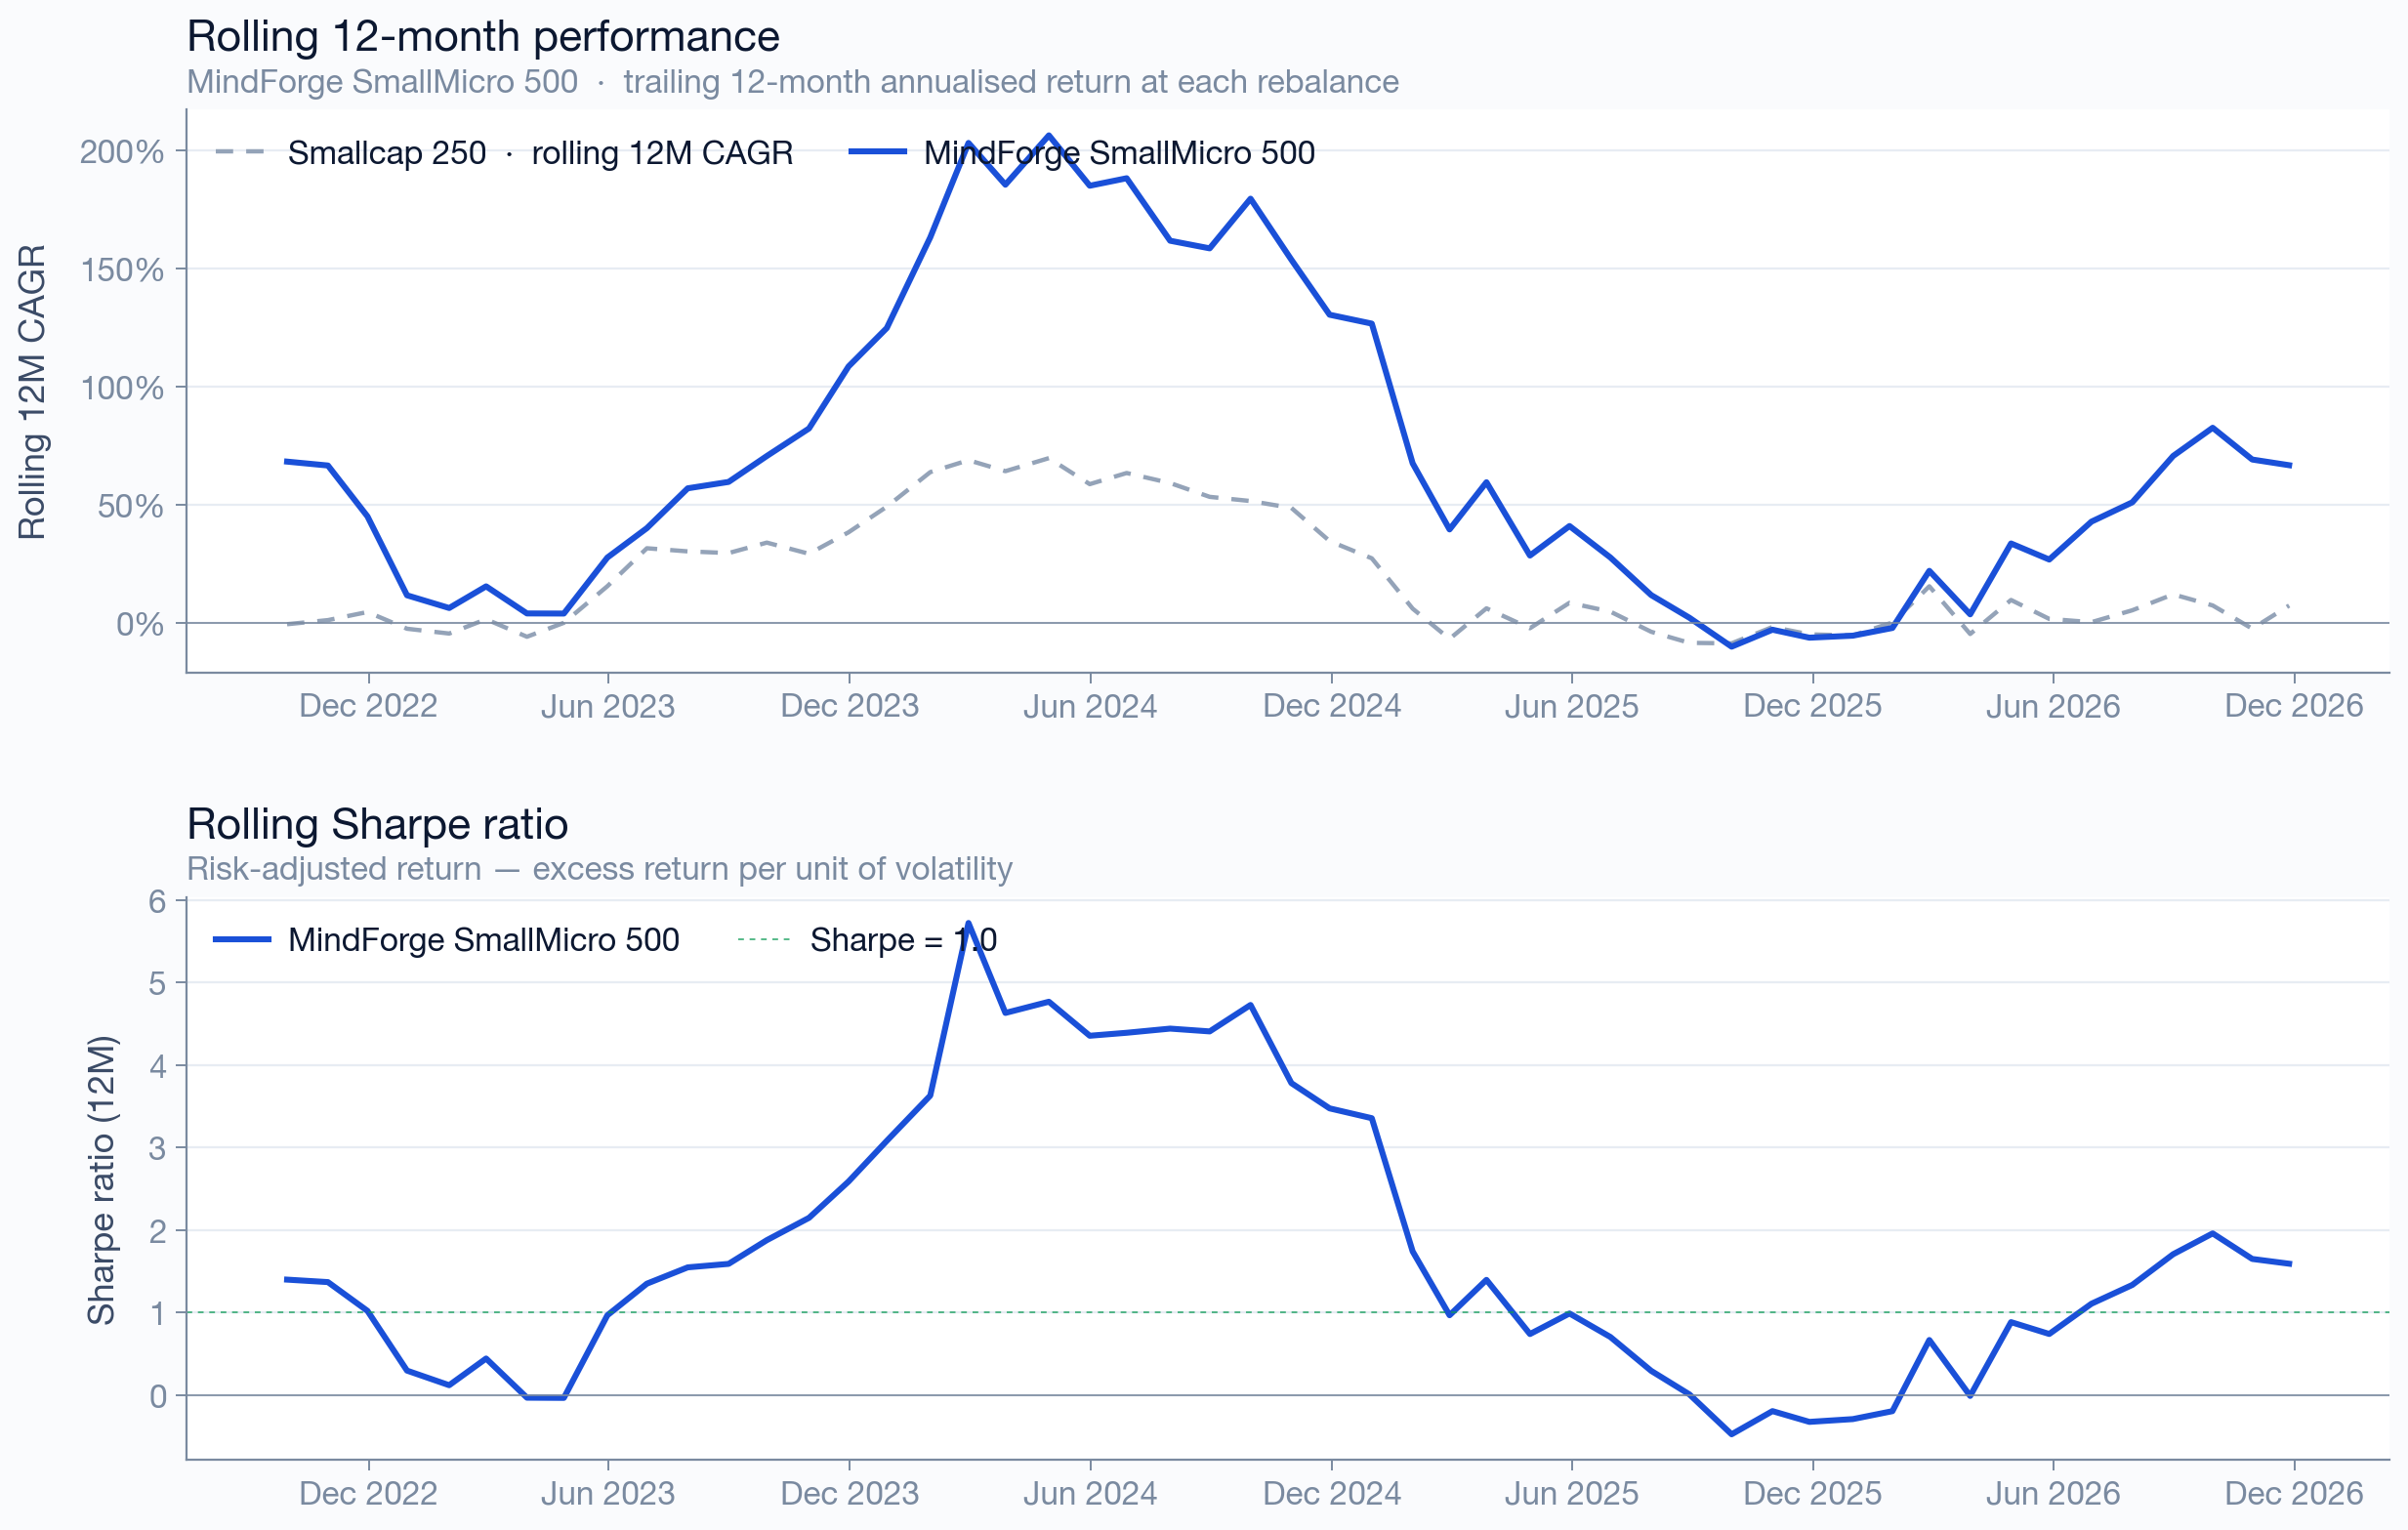 Rolling 12-month performance
MindForge SmallMicro 500 · trailing 12-month annualised return at each rebalance
Smallcap 250 · rolling 12M CAGR MindForge SmallMicro 500
Rolling 12M CAGR
200%
150%
100%
50%
0%
Dec 2022 Jun 2023 Dec 2023 Jun 2024 Dec 2024 Jun 2025 Dec 2025 Jun 2026 Dec 2026
Rolling Sharpe ratio
Risk-adjusted return — excess return per unit of volatility
MindForge SmallMicro 500 Sharpe = 1.0
Sharpe ratio (12M)
6
5
4
3
2
1
0
Dec 2022 Jun 2023 Dec 2023 Jun 2024 Dec 2024 Jun 2025 Dec 2025 Jun 2026 Dec 2026